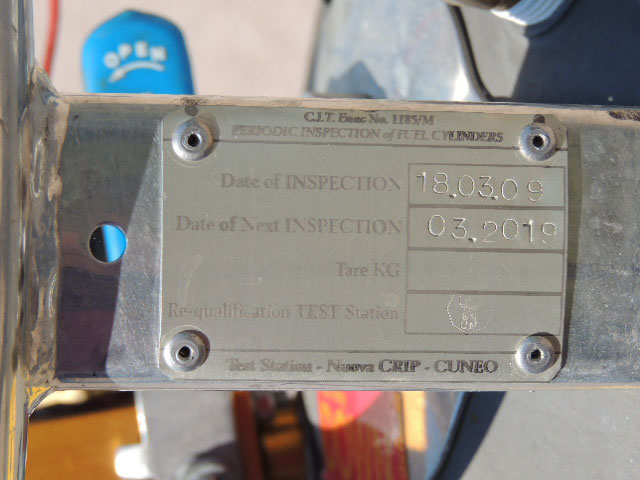 OPEN
C.I.T. Enac No. 1185/M
PERIODIC INSPECTION of FUEL CYLINDERS
Date of INSPECTION 18.03.09
Date of Next INSPECTION 03.2019
Tare KG
Re-qualification TEST Station
Test Station - Nuova CRIP - CUNEO